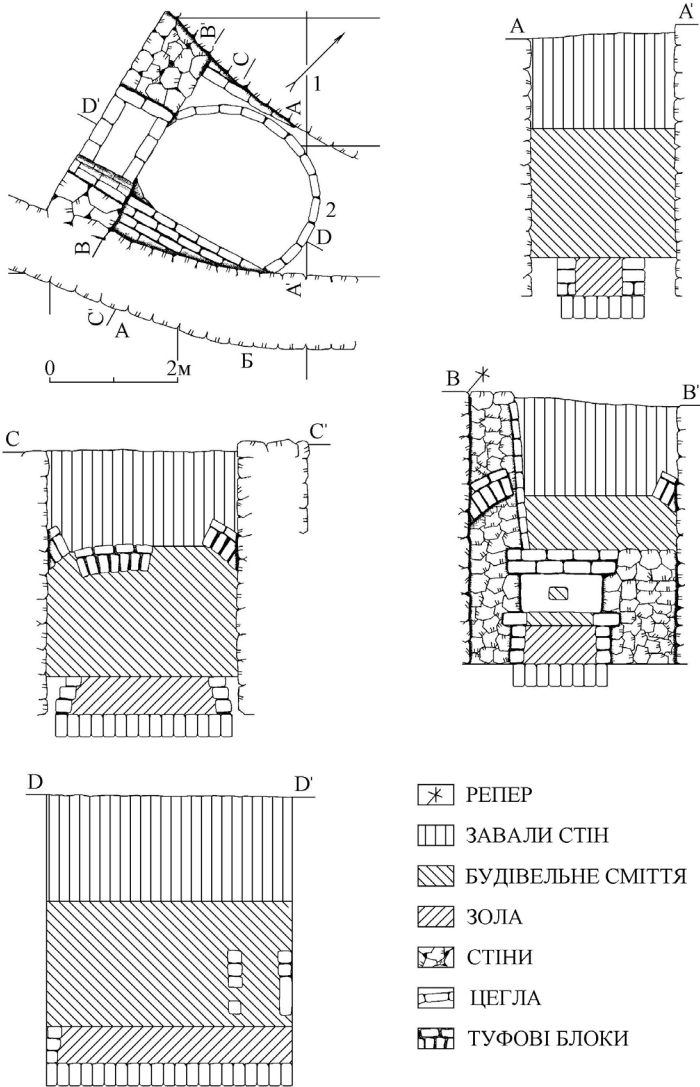 A
A'
B'
C
1
A
D'
2
D
B
A'
C'
A
Б
0
2м
B
B'
C
C'
D
D'
РЕПЕР
ЗАВАЛИ СТІН
БУДІВЕЛЬНЕ СМІТТЯ
ЗОЛА
СТІНИ
ЦЕГЛА
ТУФОВІ БЛОКИ